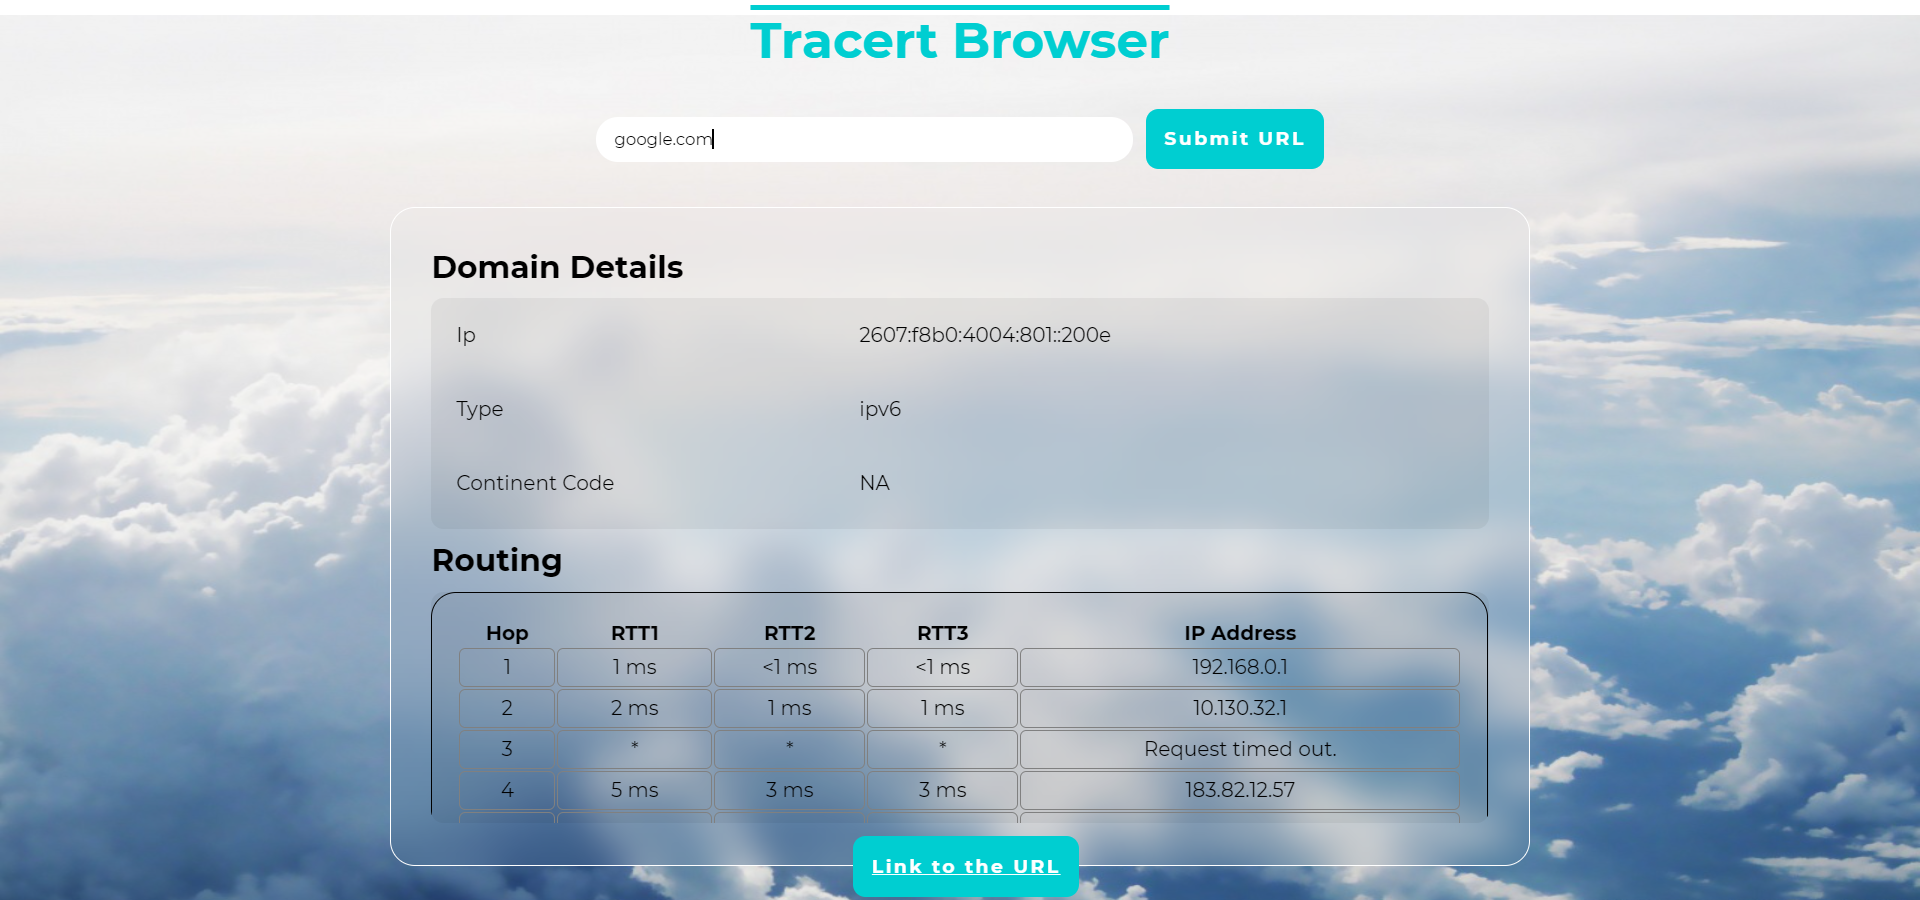 Tracert Browser
google.com
Submit URL
Domain Details
Ip 2607:f8b0:4004:801::200e
Type ipv6
Continent Code NA
Routing
Hop RTT1 RTT2 RTT3 IP Address
1 1 ms <1 ms <1 ms 192.168.0.1
2 2 ms 1 ms 1 ms 10.130.32.1
3 * * * Request timed out.
4 5 ms 3 ms 3 ms 183.82.12.57
Link to the URL